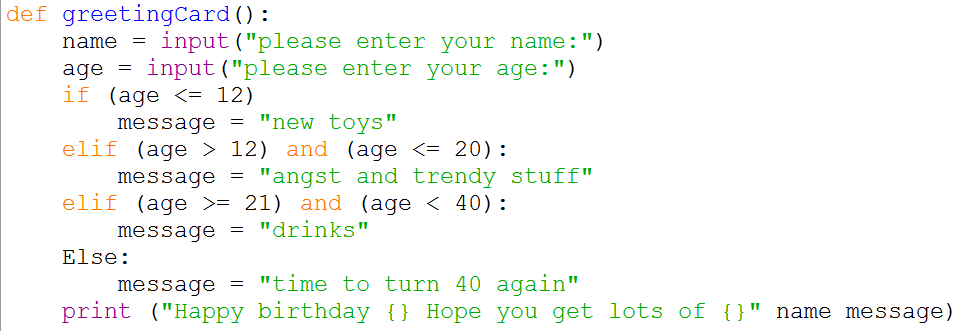 def greetingCard():
    name = input("please enter your name:")
    age = input("please enter your age:")
    if (age <= 12)
        message = "new toys"
    elif (age > 12) and (age <= 20):
        message = "angst and trendy stuff"
    elif (age >= 21) and (age < 40):
        message = "drinks"
    Else:
        message = "time to turn 40 again"
    print ("Happy birthday {} Hope you get lots of {}" name message)